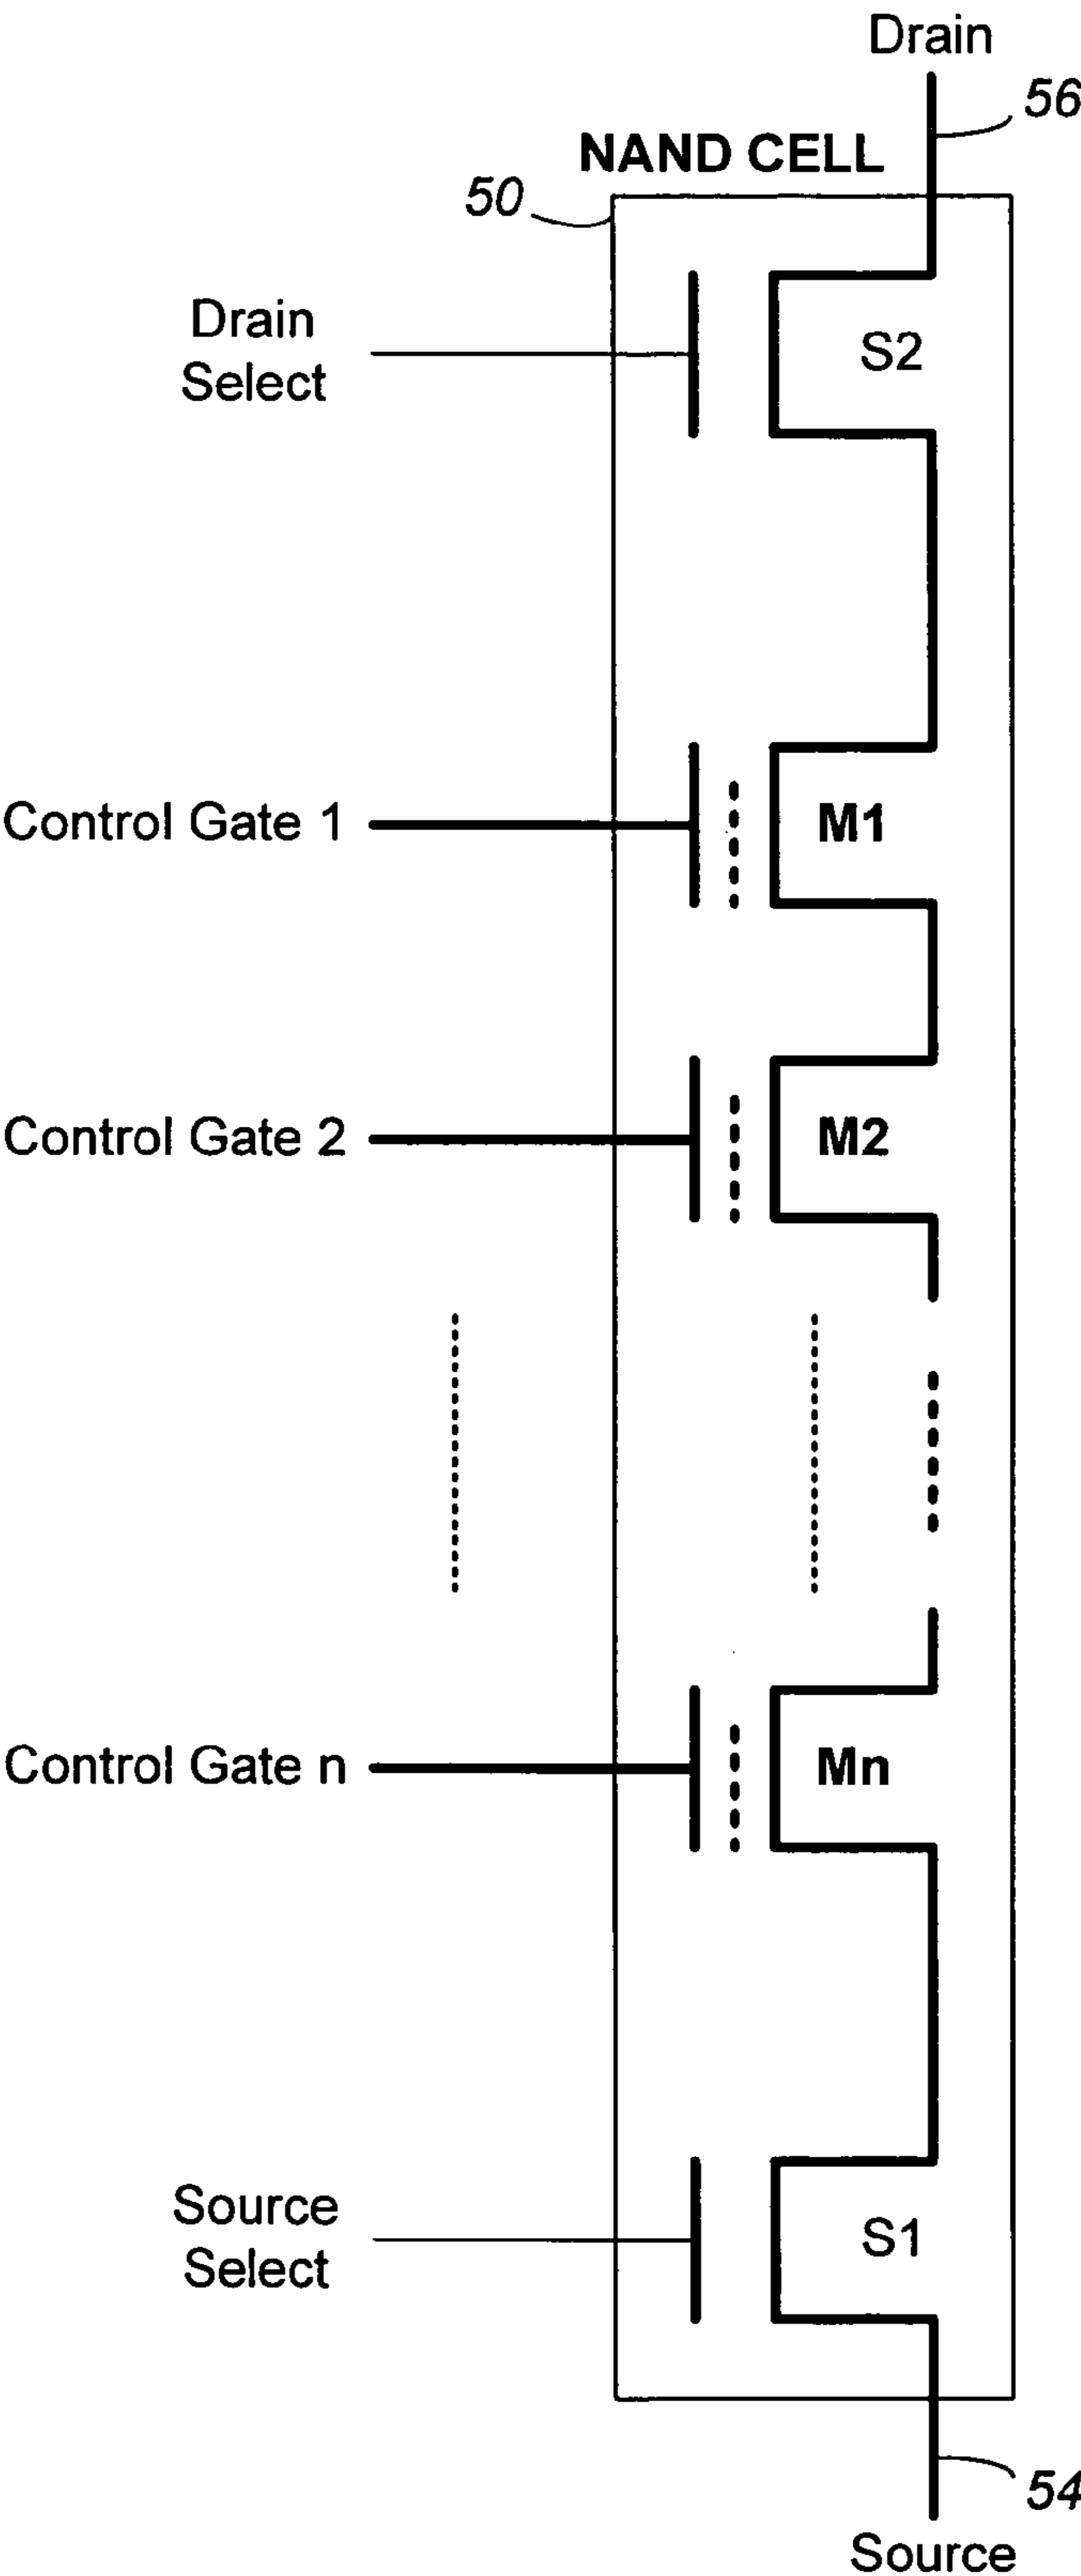 Drain
56
NAND CELL
50
Drain
Select
S2
Control Gate 1
M1
Control Gate 2
M2
Control Gate n
Mn
Source
Select
S1
54
Source